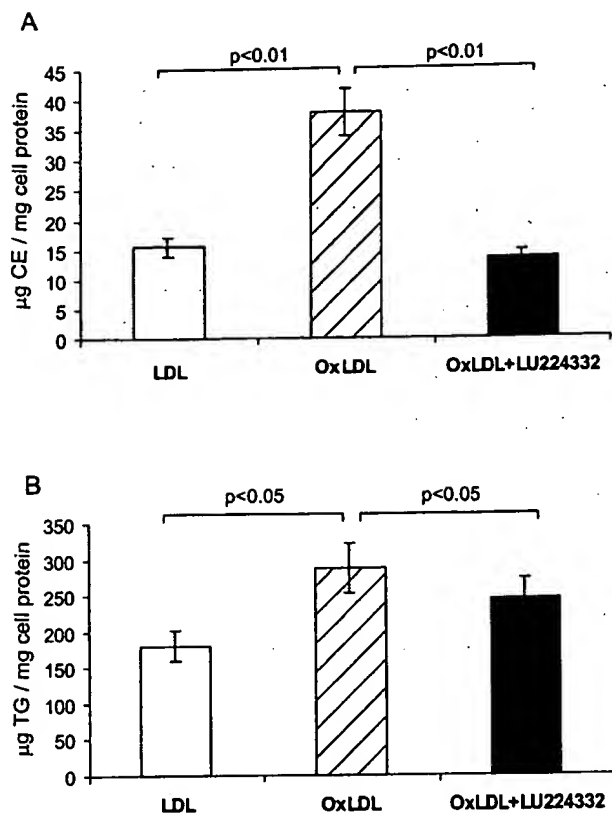 A
p<0.01 p<0.01
µg CE / mg cell protein
45
40
35
30
25
20
15
10
5
0
LDL OxLDL OxLDL+LU224332
B
p<0.05 p<0.05
µg TG / mg cell protein
350
300
250
200
150
100
50
0
LDL OxLDL OxLDL+LU224332